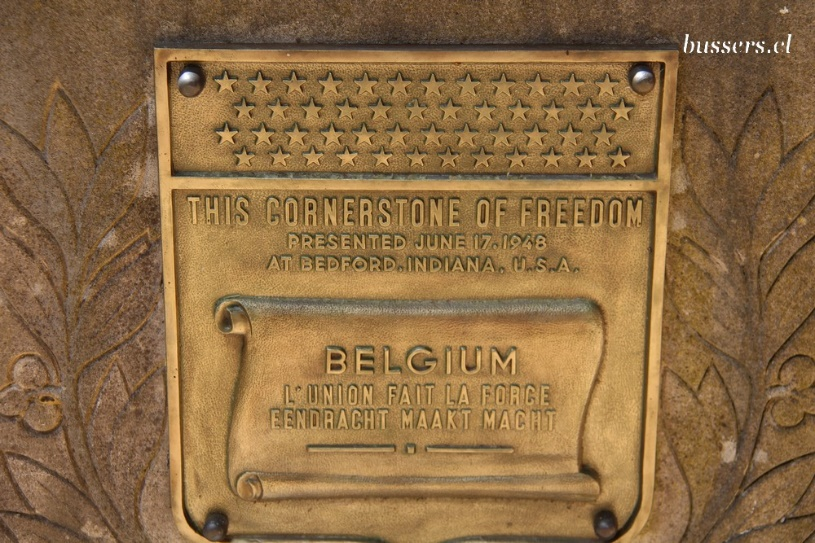 bussers.cl
THIS CORNERSTONE OF FREEDOM
PRESENTED JUNE 17, 1948
AT BEDFORD, INDIANA, U.S.A.
BELGIUM
L'UNION FAIT LA FORCE
EENDRACHT MAAKT MACHT